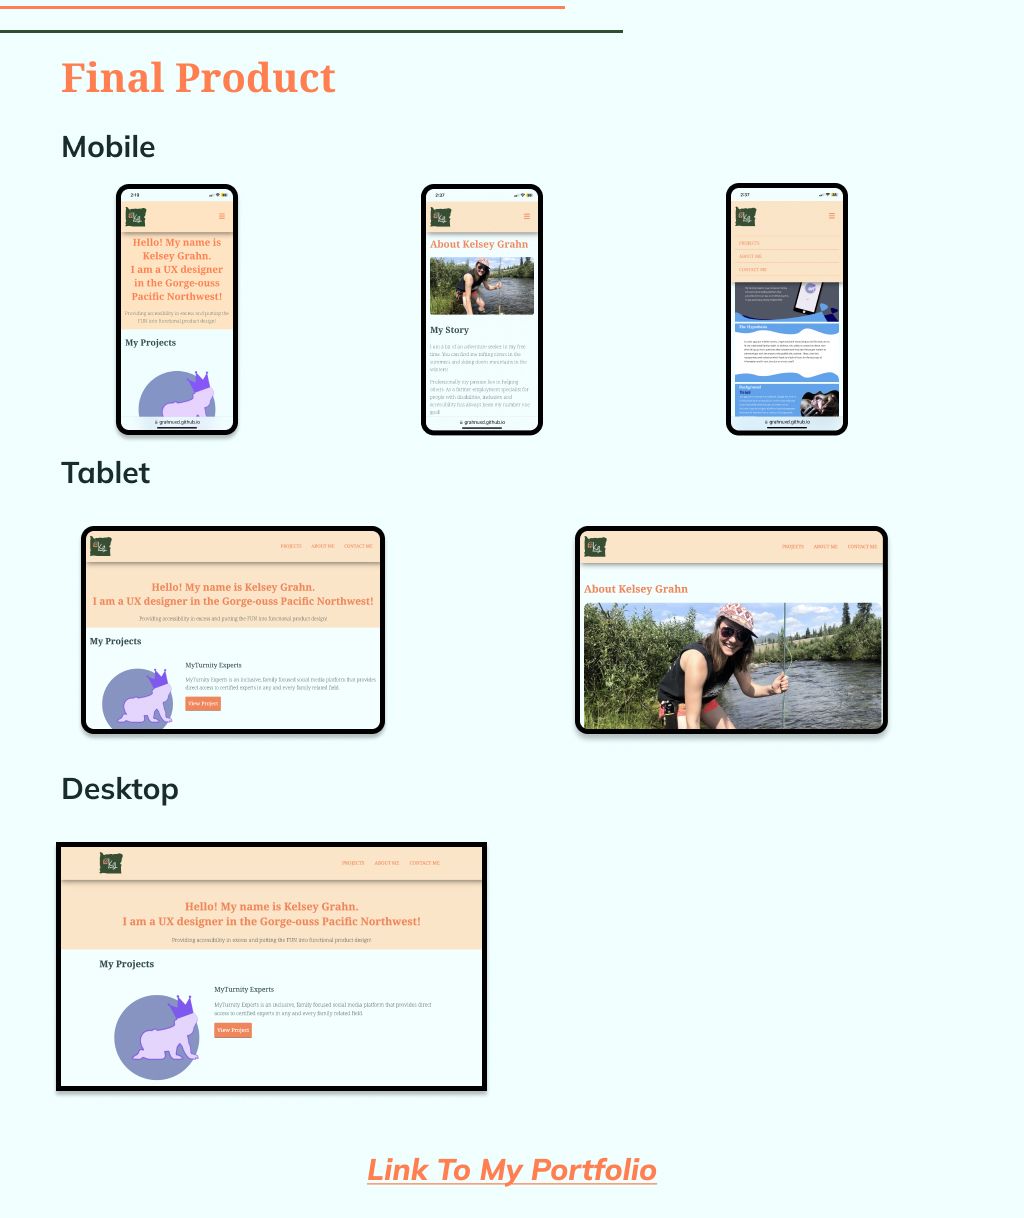 Final Product
Mobile
2:19
Hello! My name is
Kelsey Grahn.
I am a UX designer
in the Gorge-ouss
Pacific Northwest!
Providing accessibility in excess and putting the
FUN into functional product design!
My Projects
grahnuxd.github.io
2:37
About Kelsey Grahn
My Story
I am a bit of an adventure-seeker in my free
time. You can find me rafting rivers in the
summers and skiing down mountains in the
winters!
Professionally my passion lies in helping
others. As a former employment specialist for
people with disabilities, inclusion and
accessibility has always been my number one
goal!
grahnuxd.github.io
2:37
PROJECTS
ABOUT ME
CONTACT ME
The Hypothesis
Background
grahnuxd.github.io
Tablet
PROJECTS ABOUT ME CONTACT ME
Hello! My name is Kelsey Grahn.
I am a UX designer in the Gorge-ouss Pacific Northwest!
Providing accessibility in excess and putting the FUN into functional product design!
My Projects
MyTurnity Experts
MyTurnity Experts is an inclusive, family focused social media platform that provides
direct access to certified experts in any and every family related field.
View Project
PROJECTS ABOUT ME CONTACT ME
About Kelsey Grahn
Desktop
PROJECTS ABOUT ME CONTACT ME
Hello! My name is Kelsey Grahn.
I am a UX designer in the Gorge-ouss Pacific Northwest!
Providing accessibility in excess and putting the FUN into functional product design!
My Projects
MyTurnity Experts
MyTurnity Experts is an inclusive, family focused social media platform that provides direct
access to certified experts in any and every family related field.
View Project
Link To My Portfolio